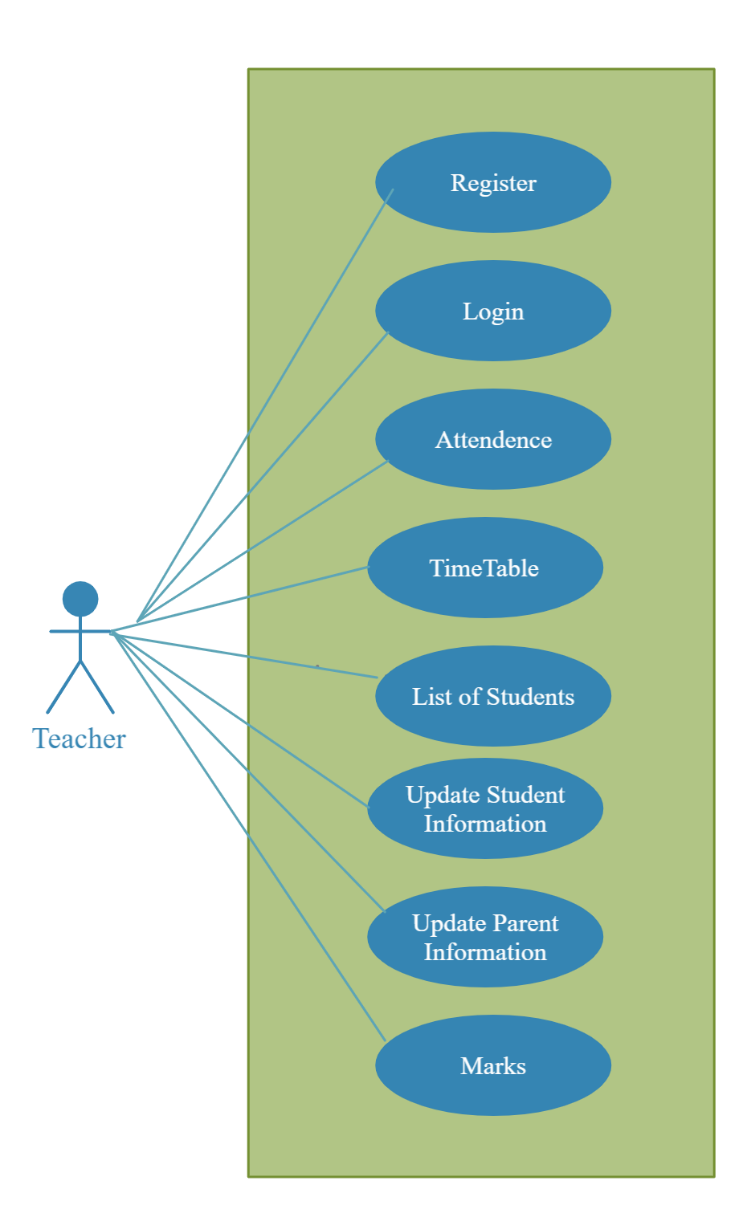 Register
Login
Attendence
TimeTable
Teacher
List of Students
Update Student
Information
Update Parent
Information
Marks